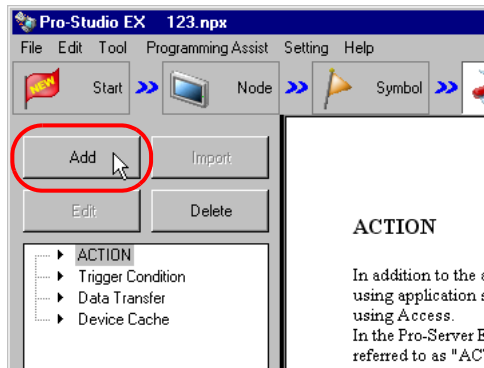 Pro-Studio EX 123.npx
File Edit Tool Programming Assist Setting Help
NEW Start Node Symbol
Add Import
Edit Delete
ACTION
Trigger Condition
Data Transfer
Device Cache
ACTION
In addition to the a
using application s
using Access.
In the Pro-Server E
referred to as "AC